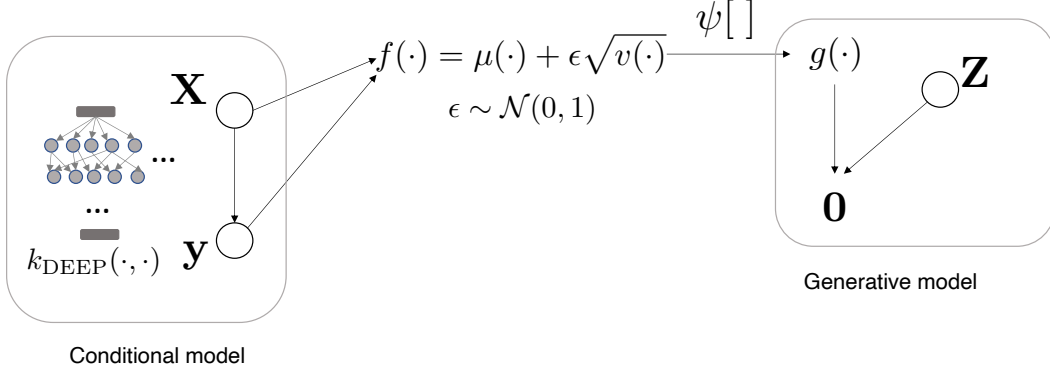 X
...
...
k_DEEP(·,·)
y
Conditional model
f(·) = μ(·) + ϵ√v(·)
ϵ ∼ 𝒩(0, 1)
ψ[ ]
g(·)
Z
0
Generative model